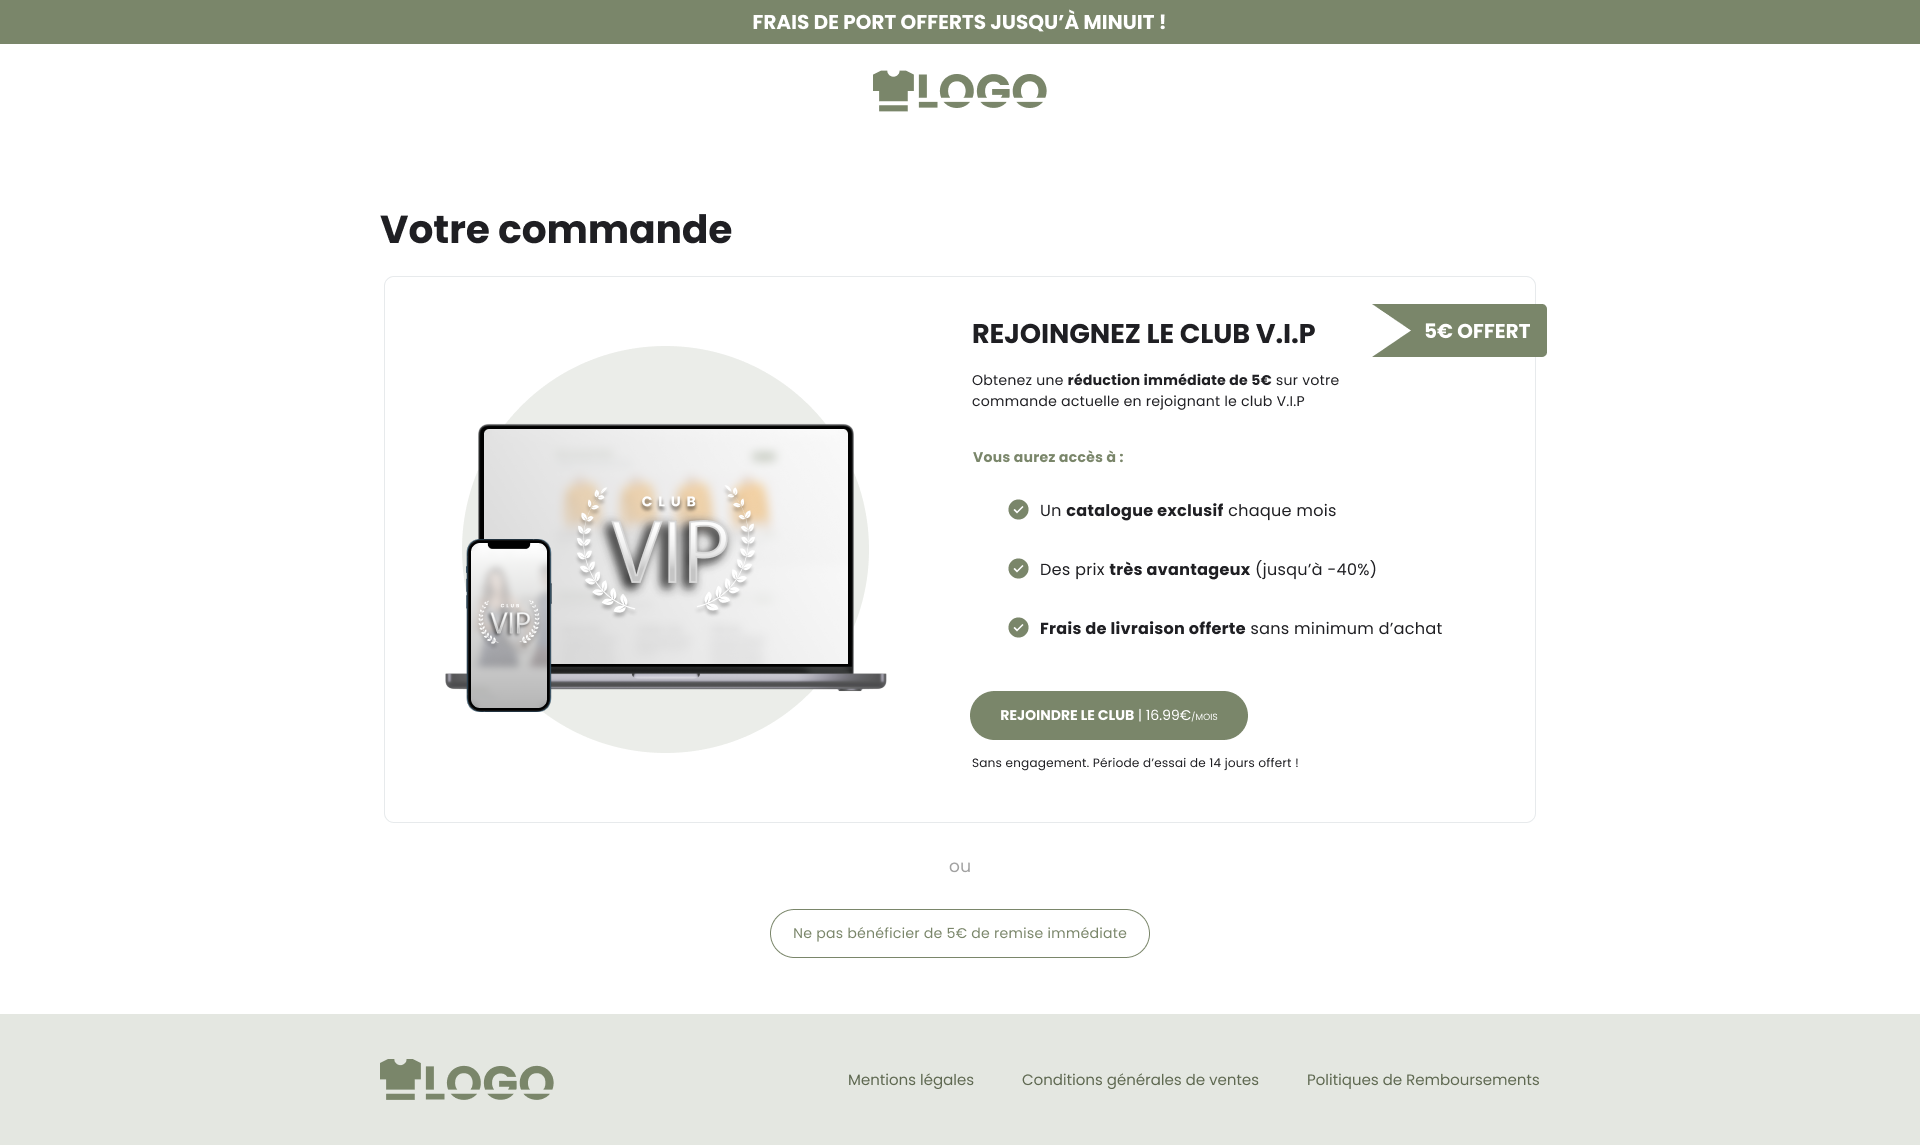 FRAIS DE PORT OFFERTS JUSQU’À MINUIT !
LOGO
Votre commande
REJOINGNEZ LE CLUB V.I.P
5€ OFFERT
Obtenez une réduction immédiate de 5€ sur votre
commande actuelle en rejoignant le club V.I.P
Vous aurez accès à :
CLUB
VIP
CLUB
VIP
Un catalogue exclusif chaque mois
Des prix très avantageux (jusqu’à -40%)
Frais de livraison offerte sans minimum d’achat
REJOINDRE LE CLUB | 16.99€/MOIS
Sans engagement. Période d’essai de 14 jours offert !
ou
Ne pas bénéficier de 5€ de remise immédiate
LOGO
Mentions légales
Conditions générales de ventes
Politiques de Remboursements